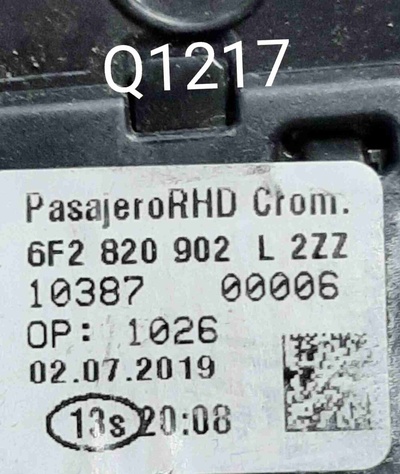 Q1217
PasajeroRHD Crom.
6F2 820 902 L 2ZZ
10387 00006
OP: 1026
02.07.2019
13s 20:08